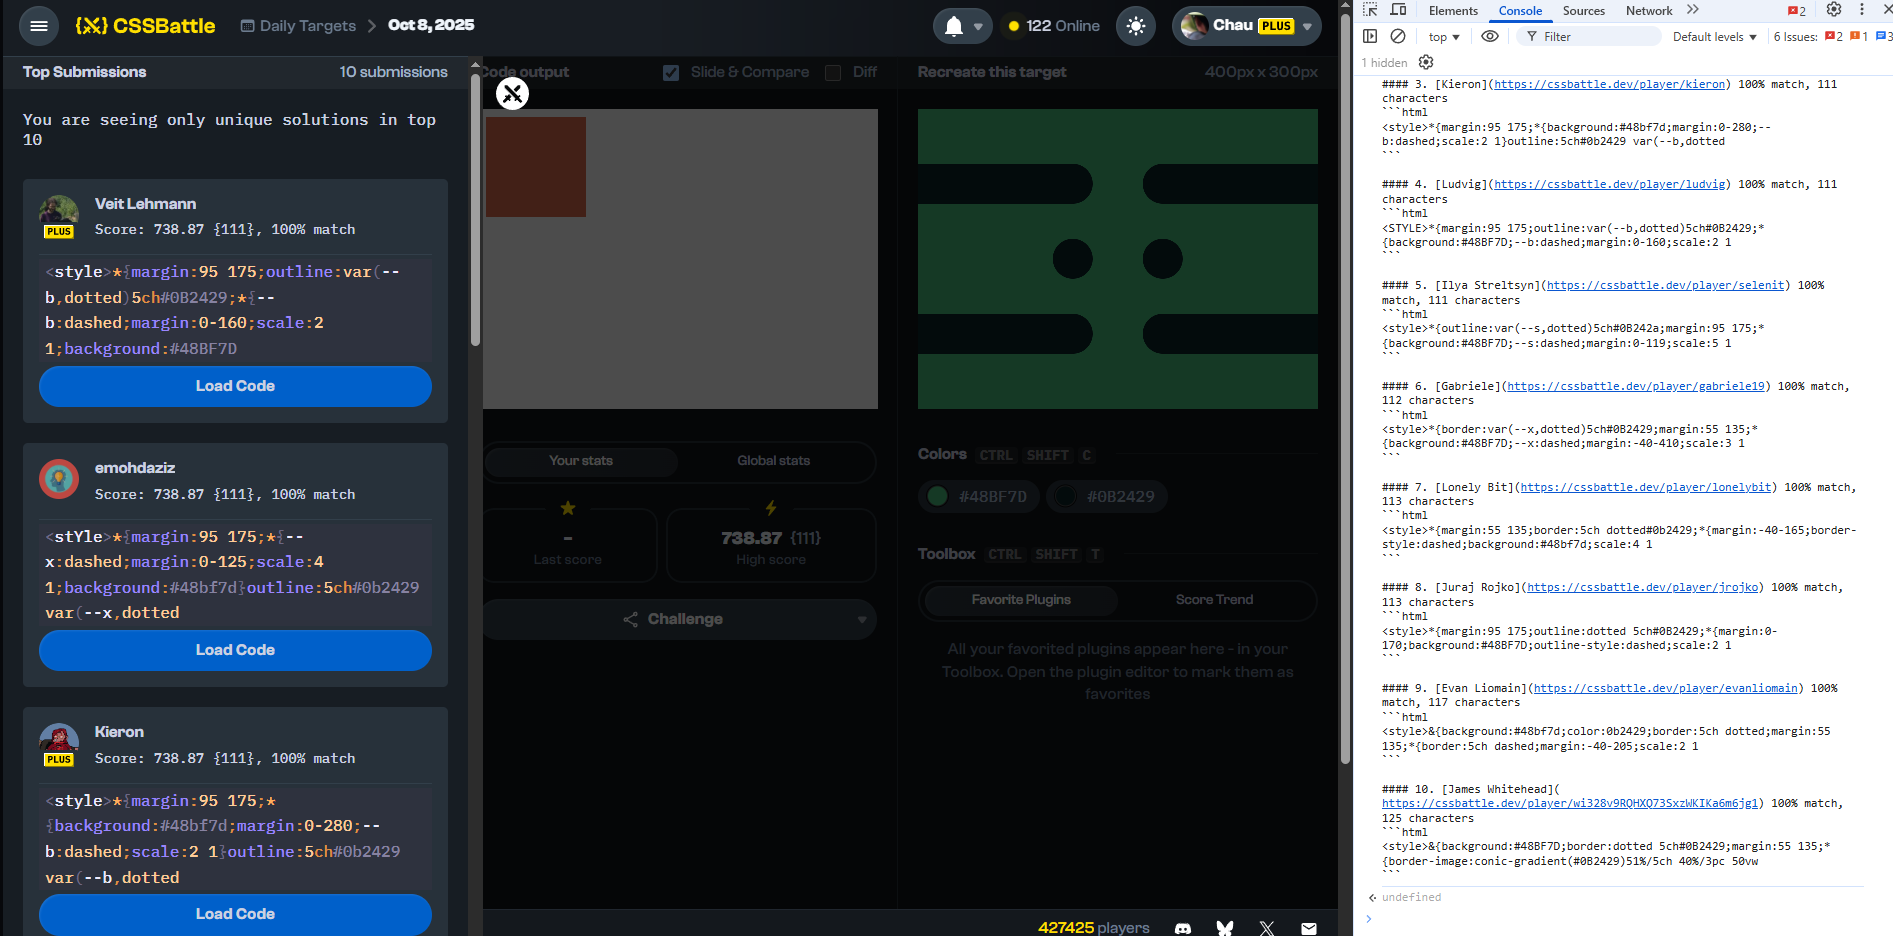 CSSBattle
Daily Targets
Oct 8, 2025
122 Online
Chau PLUS
Top Submissions
10 submissions
You are seeing only unique solutions in top
10
Veit Lehmann
PLUS
Score: 738.87 {111}, 100% match
<style>*{margin:95 175;outline:var(--
b,dotted)5ch#0B2429;*{--
b:dashed;margin:0-160;scale:2
1;background:#48BF7D
Load Code
emohdaziz
Score: 738.87 {111}, 100% match
<stYle>*{margin:95 175;*{--
x:dashed;margin:0-125;scale:4
1;background:#48bf7d}outline:5ch#0b2429
var(--x,dotted
Load Code
Kieron
PLUS
Score: 738.87 {111}, 100% match
<style>*{margin:95 175;*
{background:#48bf7d;margin:0-280;--
b:dashed;scale:2 1}outline:5ch#0b2429
var(--b,dotted
Load Code
Code output
Slide & Compare
Diff
Your stats
Global stats
-
Last score
738.87 {111}
High score
Challenge
Recreate this target
400px x 300px
Colors CTRL SHIFT C
#48BF7D
#0B2429
Toolbox CTRL SHIFT T
Favorite Plugins
Score Trend
All your favorited plugins appear here - in your
Toolbox. Open the plugin editor to mark them as
favorites
427425 players
Elements
Console
Sources
Network
2
top
Filter
Default levels
6 Issues: 2 1 3
1 hidden
#### 3. [Kieron](https://cssbattle.dev/player/kieron) 100% match, 111
characters
```html
<style>*{margin:95 175;*{background:#48bf7d;margin:0-280;--
b:dashed;scale:2 1}outline:5ch#0b2429 var(--b,dotted
```
#### 4. [Ludvig](https://cssbattle.dev/player/ludvig) 100% match, 111
characters
```html
<STYLE>*{margin:95 175;outline:var(--b,dotted)5ch#0B2429;*
{background:#48BF7D;--b:dashed;margin:0-160;scale:2 1
```
#### 5. [Ilya Streltsyn](https://cssbattle.dev/player/selenit) 100%
match, 111 characters
```html
<style>*{outline:var(--s,dotted)5ch#0B242a;margin:95 175;*
{background:#48BF7D;--s:dashed;margin:0-119;scale:5 1
```
#### 6. [Gabriele](https://cssbattle.dev/player/gabriele19) 100% match,
112 characters
```html
<style>*{border:var(--x,dotted)5ch#0B2429;margin:55 135;*
{background:#48BF7D;--x:dashed;margin:-40-410;scale:3 1
```
#### 7. [Lonely Bit](https://cssbattle.dev/player/lonelybit) 100% match,
113 characters
```html
<style>*{margin:55 135;border:5ch dotted#0b2429;*{margin:-40-165;border-
style:dashed;background:#48bf7d;scale:4 1
```
#### 8. [Juraj Rojko](https://cssbattle.dev/player/jrojko) 100% match,
113 characters
```html
<style>*{margin:95 175;outline:dotted 5ch#0B2429;*{margin:0-
170;background:#48BF7D;outline-style:dashed;scale:2 1
```
#### 9. [Evan Liomain](https://cssbattle.dev/player/evanliomain) 100%
match, 117 characters
```html
<style>&{background:#48bf7d;color:0b2429;border:5ch dotted;margin:55
135;*{border:5ch dashed;margin:-40-205;scale:2 1
```
#### 10. [James Whitehead](
https://cssbattle.dev/player/wi328v9RQHXQ73SxzWKIKa6m6jg1) 100% match,
125 characters
```html
<style>&{background:#48BF7D;border:dotted 5ch#0B2429;margin:55 135;*
{border-image:conic-gradient(#0B2429)51%/5ch 40%/3pc 50vw
```
undefined